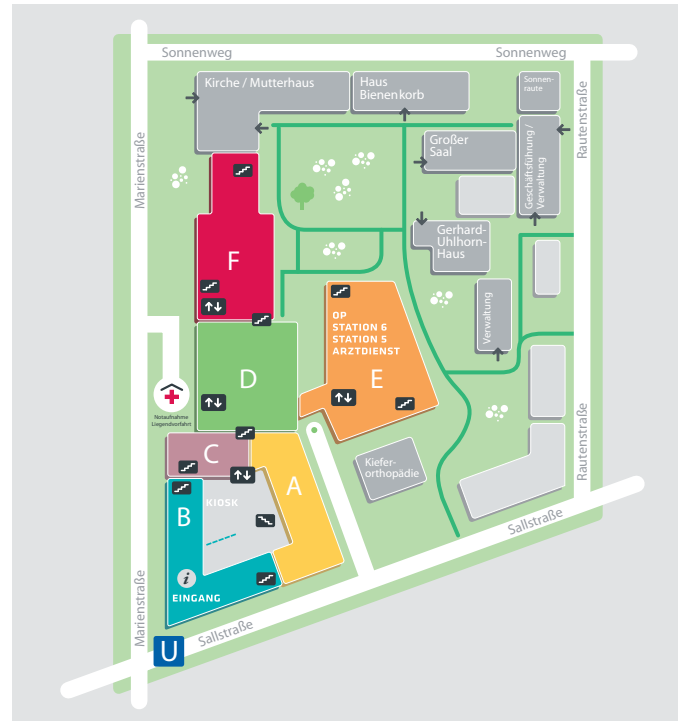 Sonnenweg
Sonnenweg
Kirche / Mutterhaus
Haus
Bienenkorb
Sonnen-
raute
Marienstraße
Rautenstraße
Großer
Saal
Geschäftsführung /
Verwaltung
Gerhard-
Uhlhorn-
Haus
F
Verwaltung
OP
STATION 6
STATION 5
ARZTDIENST
D
E
Notaufnahme
Liegendvorfahrt
Rautenstraße
C
A
Kiefer-
orthopädie
B
KIOSK
i
EINGANG
Sallstraße
Marienstraße
Sallstraße
U